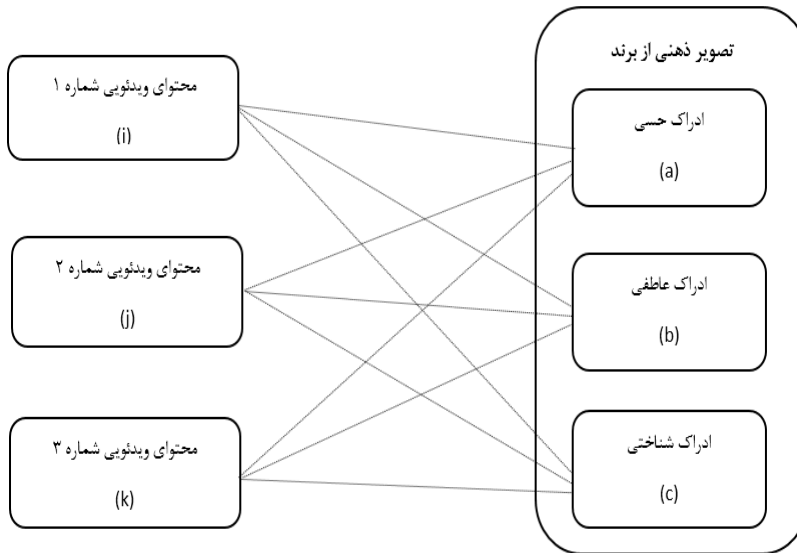 تصویر ذهنی از برند
ادراک حسی
(a)
ادراک عاطفی
(b)
ادراک شناختی
(c)
محتوای ویدئویی شماره ۱
(i)
محتوای ویدئویی شماره ۲
(j)
محتوای ویدئویی شماره ۳
(k)